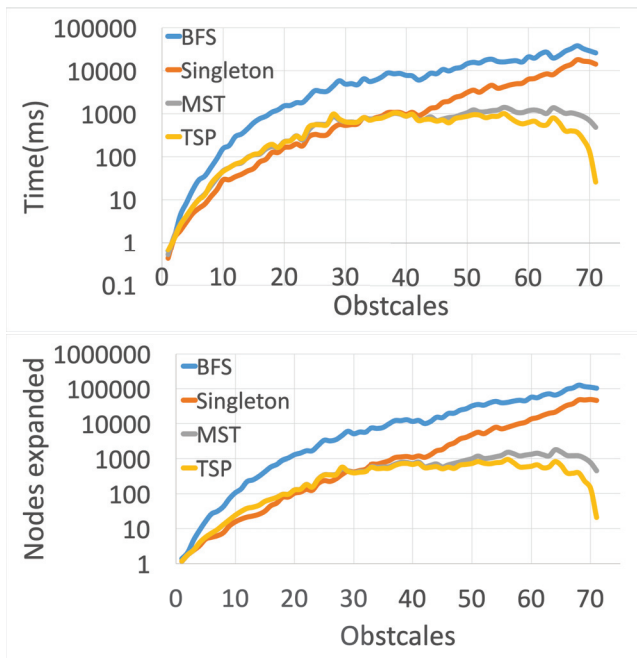 100000
10000
1000
100
10
1
0.1
Time(ms)
BFS
Singleton
MST
TSP
0 10 20 30 40 50 60 70
Obstcales
1000000
100000
10000
1000
100
10
1
Nodes expanded
BFS
Singleton
MST
TSP
0 10 20 30 40 50 60 70 80
Obstcales